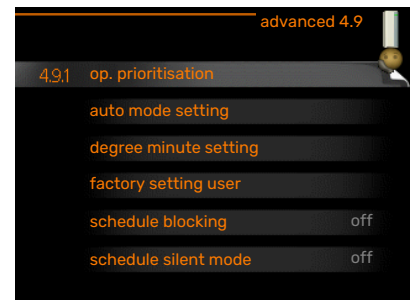 advanced 4.9
4.9.1 op. prioritisation
auto mode setting
degree minute setting
factory setting user
schedule blocking off
schedule silent mode off